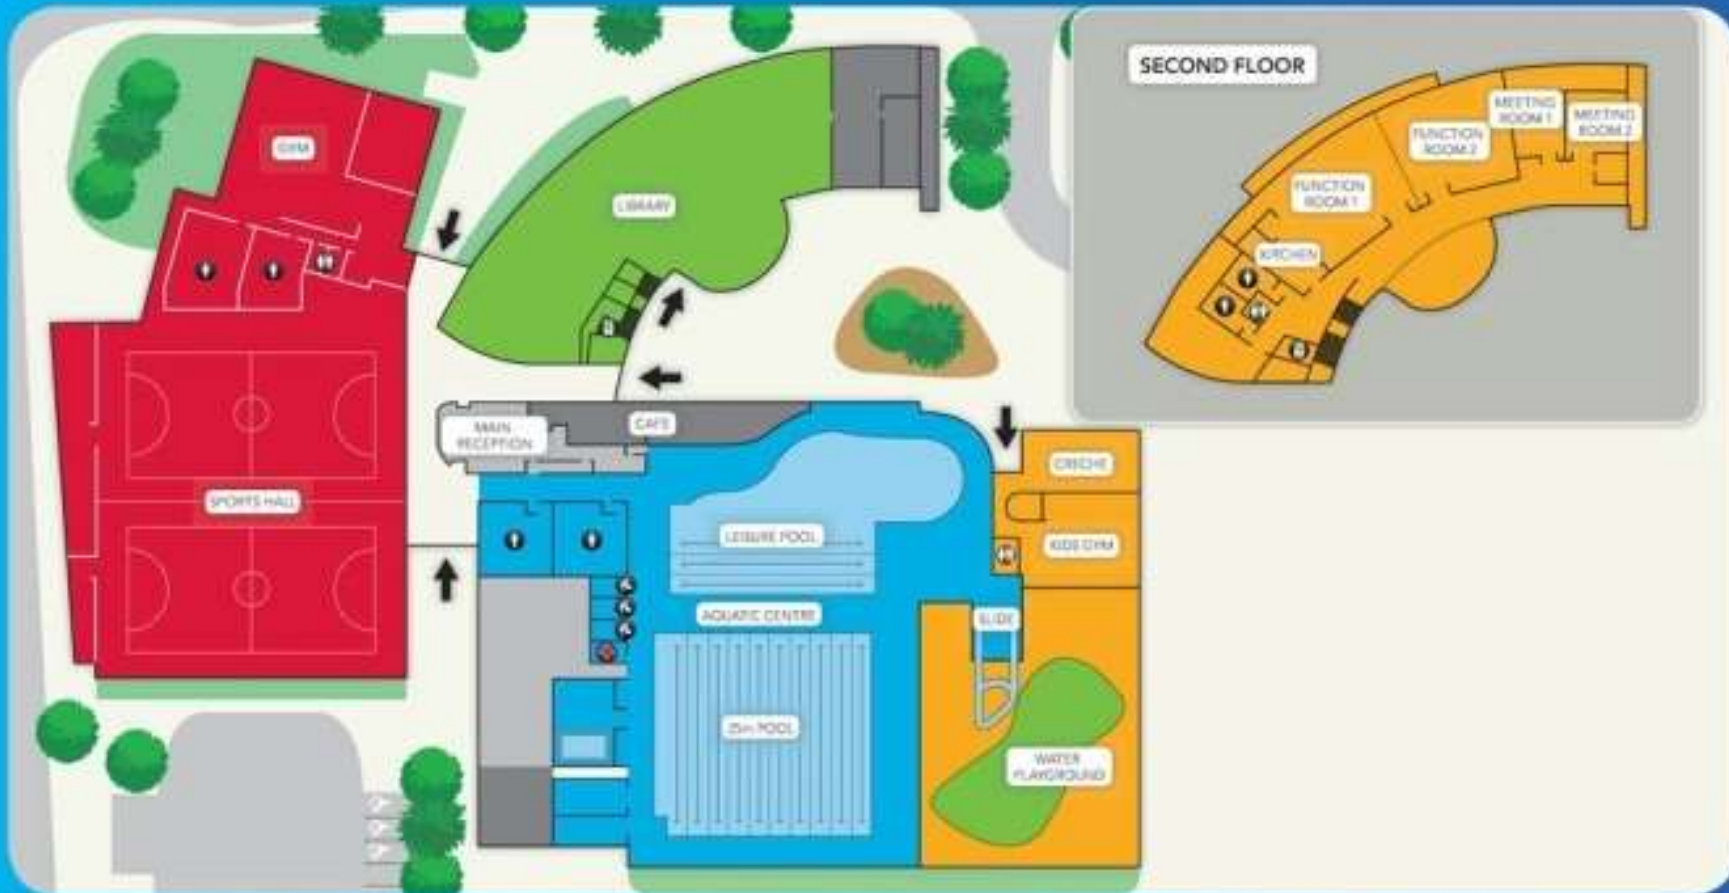 SECOND FLOOR
MEETING
ROOM 1
MEETING
ROOM 2
FUNCTION
ROOM 2
FUNCTION
ROOM 1
KITCHEN
GYM
LIBRARY
MAIN
RECEPTION
CAFE
CRECHE
SPORTS HALL
LEISURE POOL
KIDS GYM
AQUATIC CENTRE
SLIDE
25m POOL
WATER
PLAYGROUND